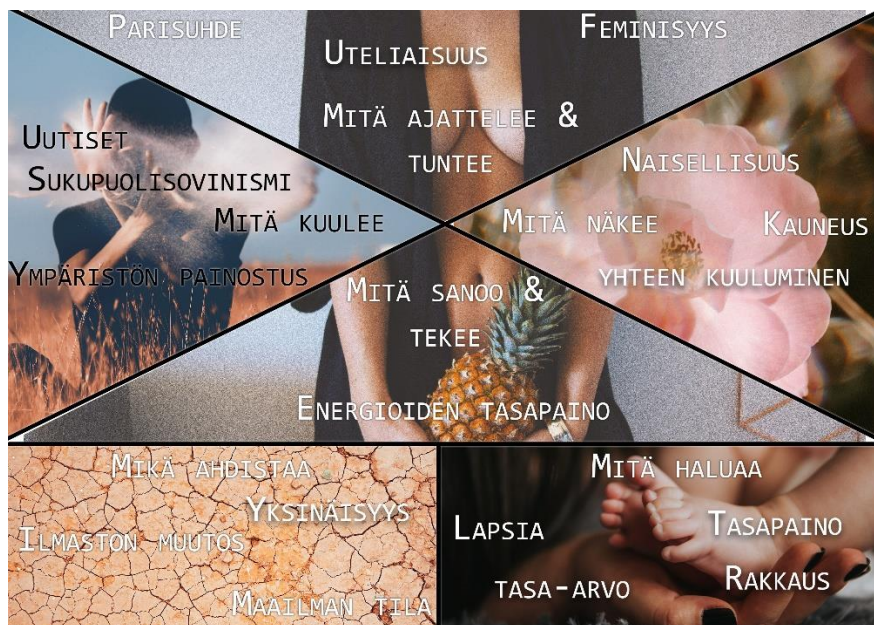 Parisuhde
Feminisyys
Uteliaisuus
Mitä ajattelee &
tuntee
Uutiset
Sukupuolisovinismi
Mitä kuulee
Ympäristön painostus
Naisellisuus
Mitä näkee
Kauneus
yhteen kuuluminen
Mitä sanoo &
tekee
Energioiden tasapaino
Mikä ahdistaa
Yksinäisyys
Ilmaston muutos
Maailman tila
Mitä haluaa
Lapsia
Tasapaino
tasa-arvo
Rakkaus